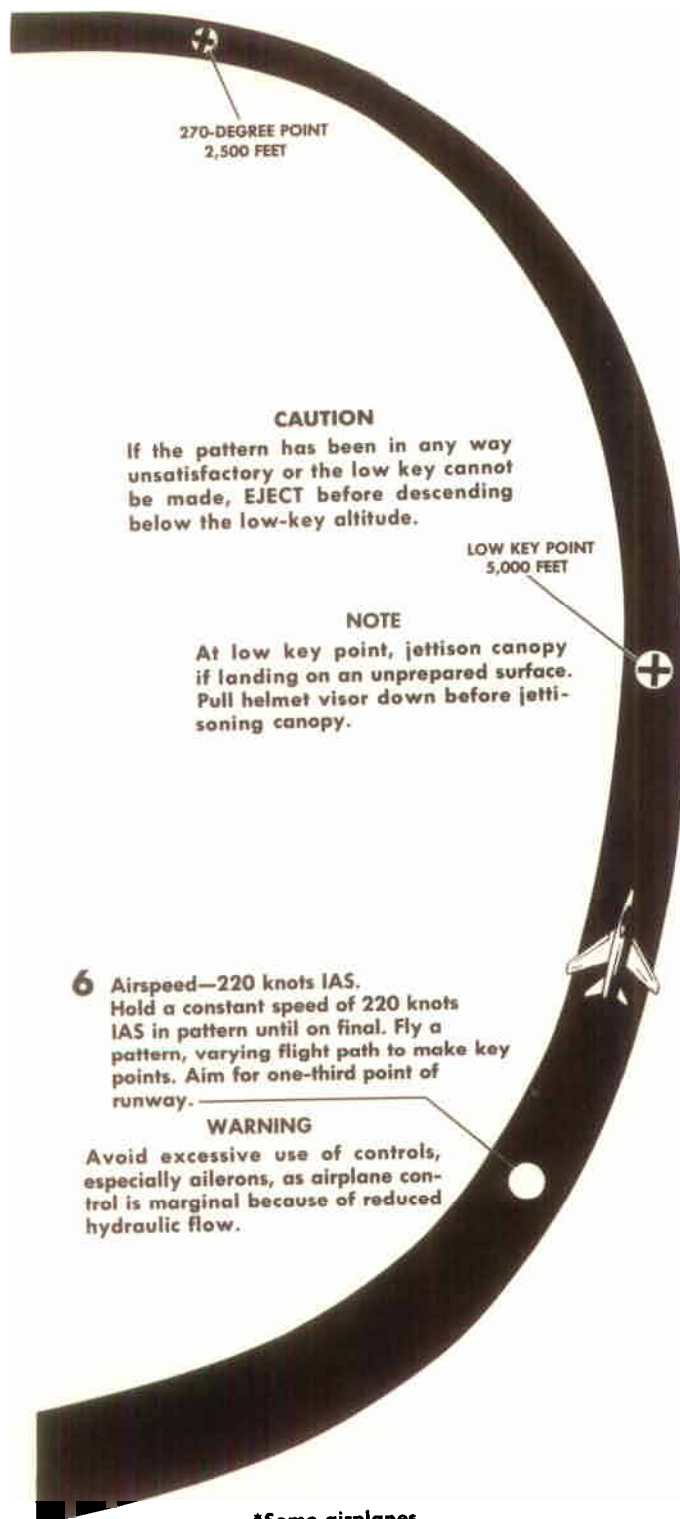 270-DEGREE POINT
2,500 FEET
CAUTION
If the pattern has been in any way
unsatisfactory or the low key cannot
be made, EJECT before descending
below the low-key altitude.
LOW KEY POINT
5,000 FEET
NOTE
At low key point, jettison canopy
if landing on an unprepared surface.
Pull helmet visor down before jetti-
soning canopy.
6 Airspeed—220 knots IAS.
Hold a constant speed of 220 knots
IAS in pattern until on final. Fly a
pattern, varying flight path to make key
points. Aim for one-third point of
runway.
WARNING
Avoid excessive use of controls,
especially ailerons, as airplane con-
trol is marginal because of reduced
hydraulic flow.
*Some airplanes